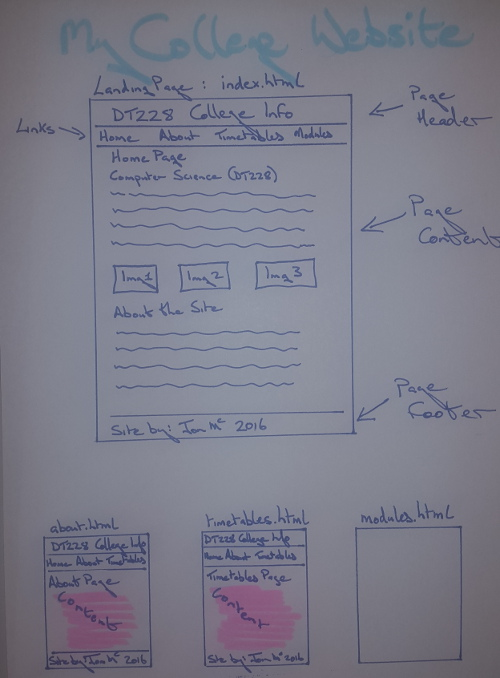 My College Website
Landing Page : index.html
DT228 College Info
Page
Header
Links
Home About Timetables Modules
Home Page
Computer Science (DT228)
Page
Content
Img 1 Img 2 Img 3
About the Site
Page
Footer
Site by: Jon Mc 2016
about.html
DT228 College Info
Home About Timetables
About Page
Content
Site by: Jon Mc 2016
timetables.html
DT228 College Info
Home About Timetables
Timetables Page
Content
Site by: Jon Mc 2016
modules.html